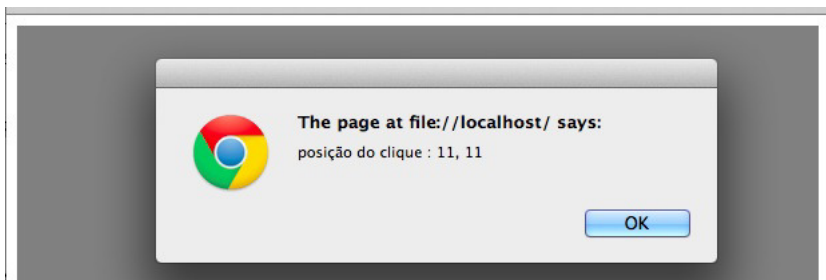 The page at file://localhost/ says:
posição do clique : 11, 11
OK